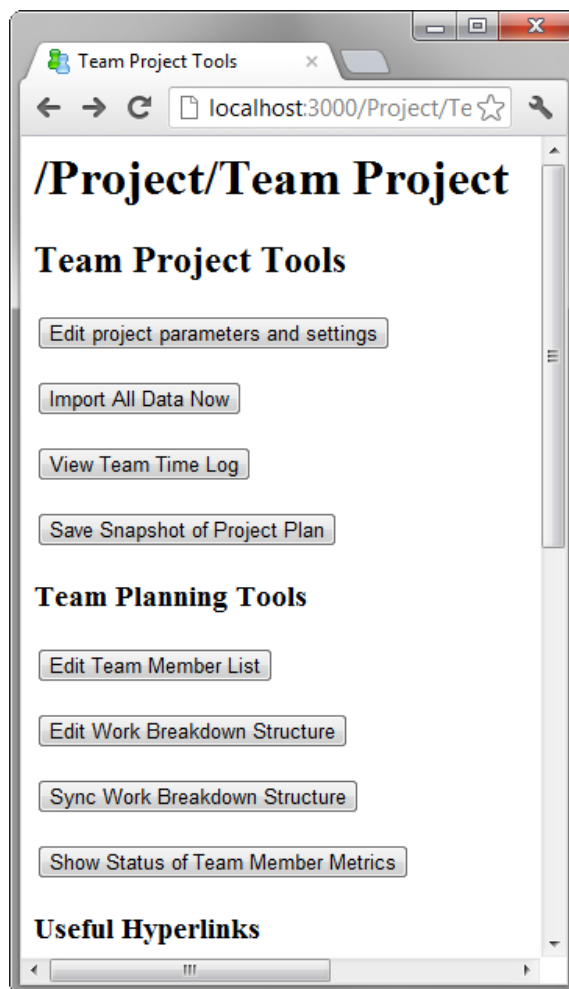 Team Project Tools
localhost:3000/Project/Te
/Project/Team Project
Team Project Tools
Edit project parameters and settings
Import All Data Now
View Team Time Log
Save Snapshot of Project Plan
Team Planning Tools
Edit Team Member List
Edit Work Breakdown Structure
Sync Work Breakdown Structure
Show Status of Team Member Metrics
Useful Hyperlinks